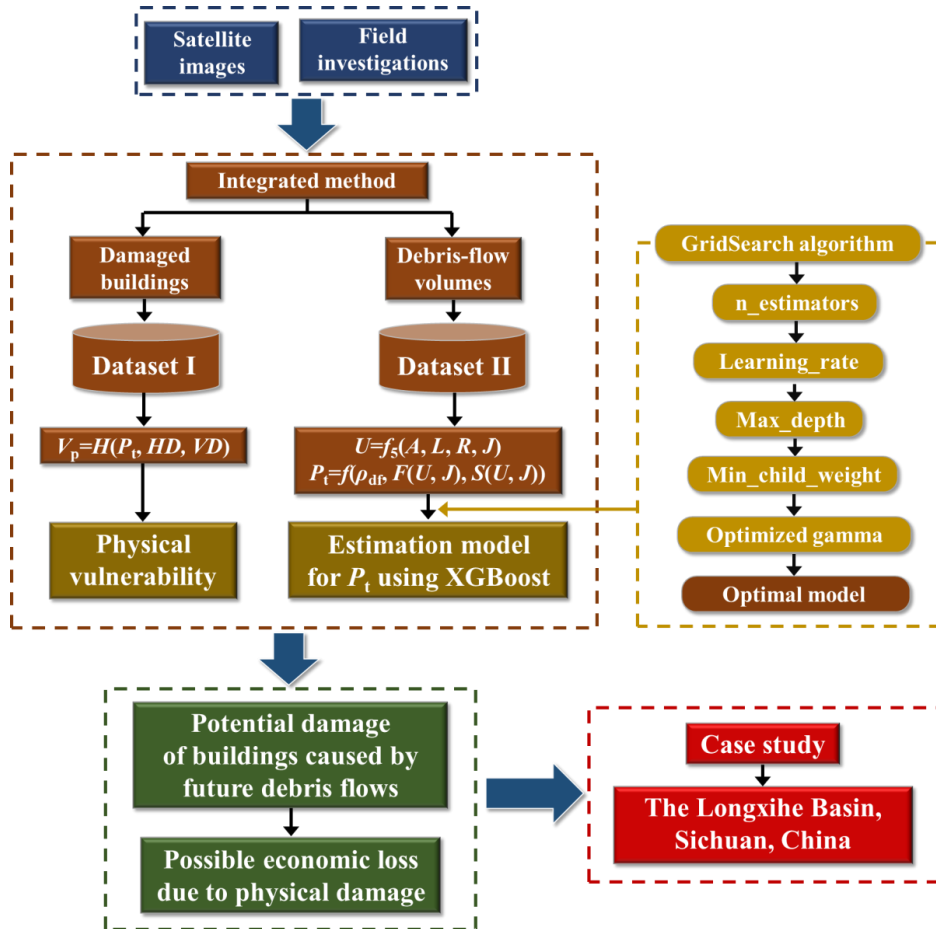 Satellite
images
Field
investigations
Integrated method
Damaged
buildings
Debris-flow
volumes
Dataset I
Dataset II
Vp=H(Pt, HD, VD)
U=f5(A, L, R, J)
Pt=f(ρdf, F(U, J), S(U, J))
Physical
vulnerability
Estimation model
for Pt using XGBoost
GridSearch algorithm
n_estimators
Learning_rate
Max_depth
Min_child_weight
Optimized gamma
Optimal model
Potential damage
of buildings caused by
future debris flows
Possible economic loss
due to physical damage
Case study
The Longxihe Basin,
Sichuan, China